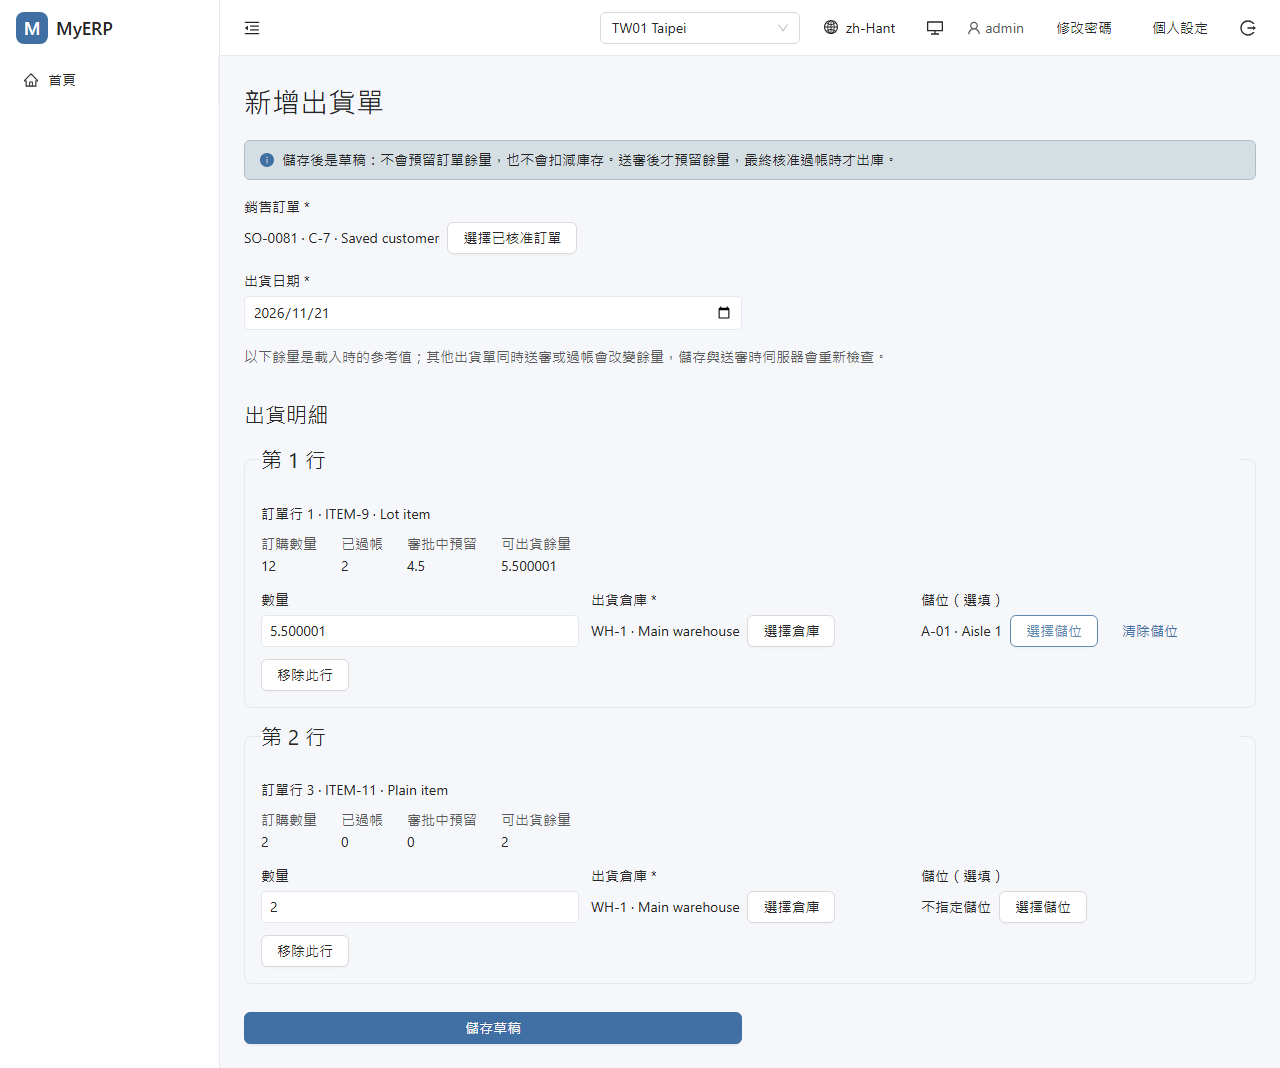 MyERP
TW01 Taipei
zh-Hant
admin
修改密碼
個人設定
首頁
新增出貨單
儲存後是草稿：不會預留訂單餘量，也不會扣減庫存。送審後才預留餘量，最終核准過帳時才出庫。
銷售訂單 *
SO-0081 · C-7 · Saved customer 選擇已核准訂單
出貨日期 *
2026/11/21
以下餘量是載入時的參考值；其他出貨單同時送審或過帳會改變餘量，儲存與送審時伺服器會重新檢查。
出貨明細
第 1 行
訂單行 1 · ITEM-9 · Lot item
訂購數量 已過帳 審批中預留 可出貨餘量
12 2 4.5 5.500001
數量 出貨倉庫 * 儲位（選填）
5.500001 WH-1 · Main warehouse 選擇倉庫 A-01 · Aisle 1 選擇儲位 清除儲位
移除此行
第 2 行
訂單行 3 · ITEM-11 · Plain item
訂購數量 已過帳 審批中預留 可出貨餘量
2 0 0 2
數量 出貨倉庫 * 儲位（選填）
2 WH-1 · Main warehouse 選擇倉庫 不指定儲位 選擇儲位
移除此行
儲存草稿